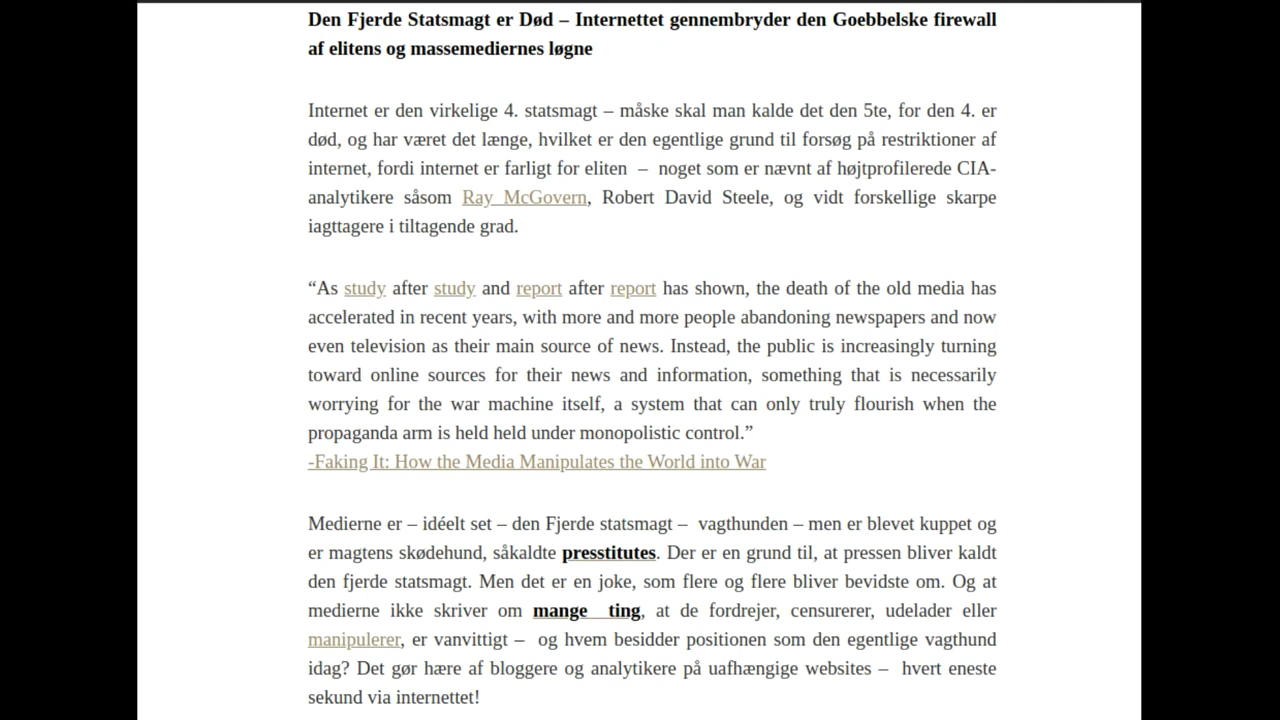 Den Fjerde Statsmagt er Død – Internettet gennembryder den Goebbelske firewall
af elitens og massemediernes løgne
Internet er den virkelige 4. statsmagt – måske skal man kalde det den 5te, for den 4. er
død, og har været det længe, hvilket er den egentlige grund til forsøg på restriktioner af
internet, fordi internet er farligt for eliten – noget som er nævnt af højtprofilerede CIA-
analytikere såsom Ray McGovern, Robert David Steele, og vidt forskellige skarpe
iagttagere i tiltagende grad.
“As study after study and report after report has shown, the death of the old media has
accelerated in recent years, with more and more people abandoning newspapers and now
even television as their main source of news. Instead, the public is increasingly turning
toward online sources for their news and information, something that is necessarily
worrying for the war machine itself, a system that can only truly flourish when the
propaganda arm is held held under monopolistic control.”
-Faking It: How the Media Manipulates the World into War
Medierne er – idéelt set – den Fjerde statsmagt – vagthunden – men er blevet kuppet og
er magtens skødehund, såkaldte presstitutes. Der er en grund til, at pressen bliver kaldt
den fjerde statsmagt. Men det er en joke, som flere og flere bliver bevidste om. Og at
medierne ikke skriver om mange ting, at de fordrejer, censurerer, udelader eller
manipulerer, er vanvittigt – og hvem besidder positionen som den egentlige vagthund
idag? Det gør hære af bloggere og analytikere på uafhængige websites – hvert eneste
sekund via internettet!